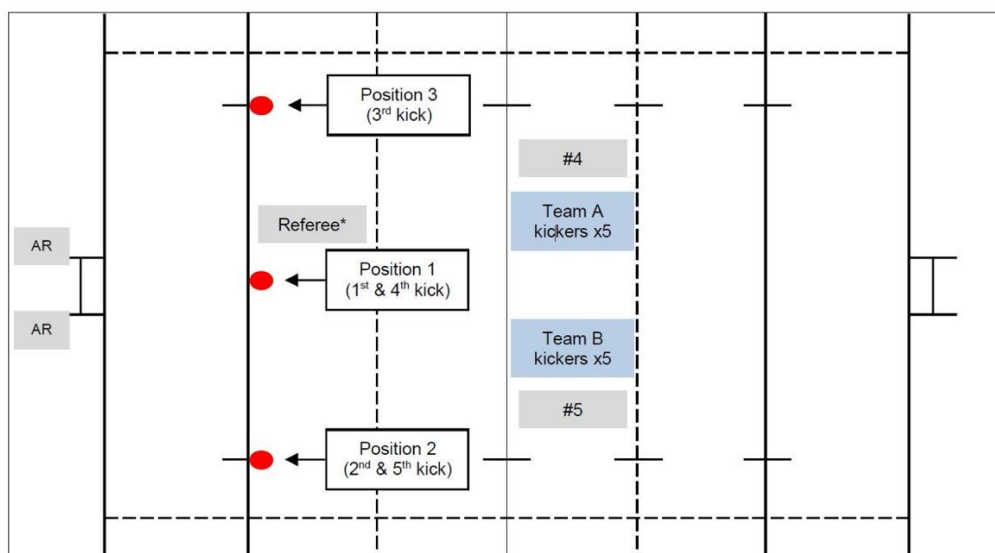 Position 3
(3rd kick)
#4
Team A
kickers x5
Referee*
AR
Position 1
(1st & 4th kick)
AR
Team B
kickers x5
#5
Position 2
(2nd & 5th kick)